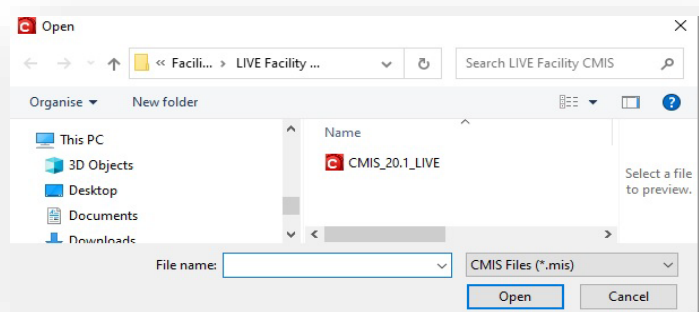 Open
« Facili... › LIVE Facility ...
Search LIVE Facility CMIS
Organise
New folder
This PC
3D Objects
Desktop
Documents
Downloads
Name
CMIS_20.1_LIVE
Select a file
to preview.
File name:
CMIS Files (*.mis)
Open
Cancel